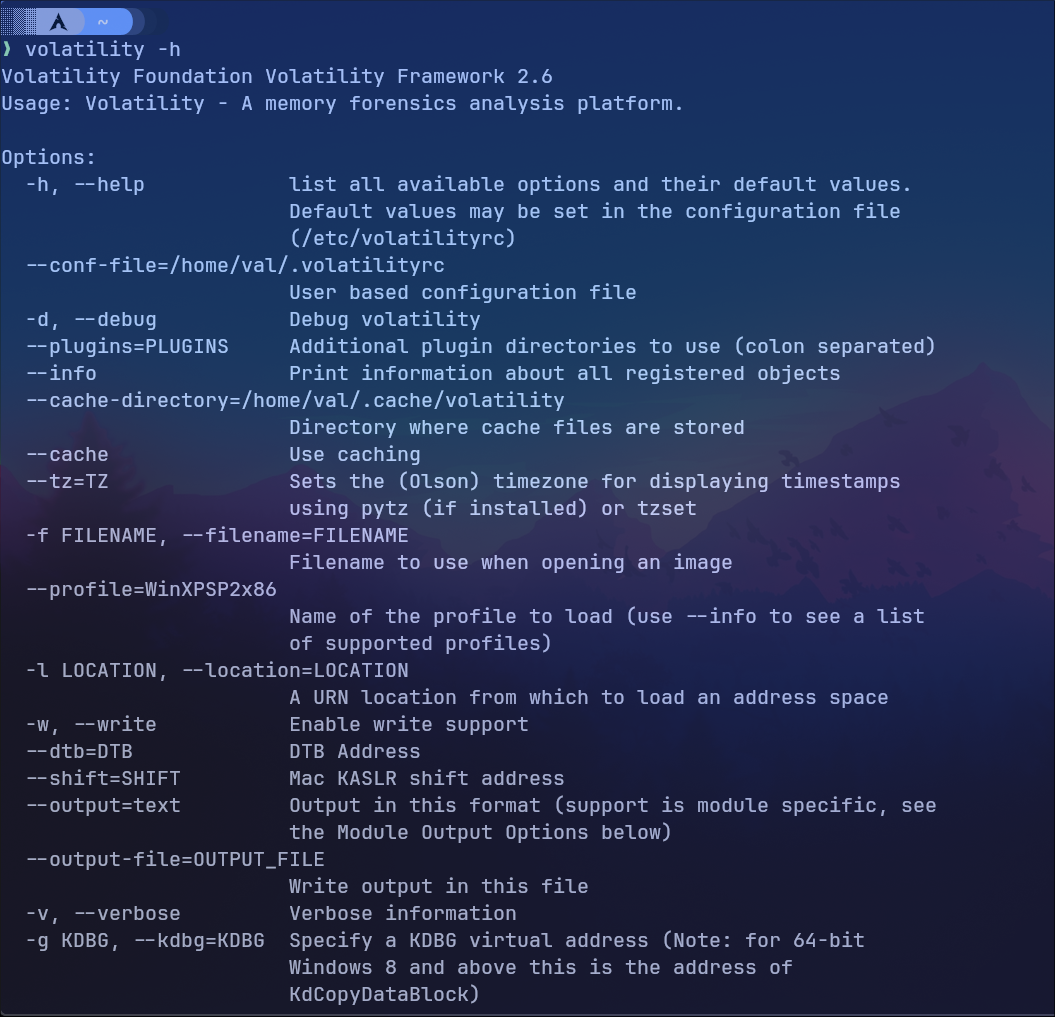 ~
❯ volatility -h
Volatility Foundation Volatility Framework 2.6
Usage: Volatility - A memory forensics analysis platform.

Options:
  -h, --help            list all available options and their default values.
                        Default values may be set in the configuration file
                        (/etc/volatilityrc)
  --conf-file=/home/val/.volatilityrc
                        User based configuration file
  -d, --debug           Debug volatility
  --plugins=PLUGINS     Additional plugin directories to use (colon separated)
  --info                Print information about all registered objects
  --cache-directory=/home/val/.cache/volatility
                        Directory where cache files are stored
  --cache               Use caching
  --tz=TZ               Sets the (Olson) timezone for displaying timestamps
                        using pytz (if installed) or tzset
  -f FILENAME, --filename=FILENAME
                        Filename to use when opening an image
  --profile=WinXPSP2x86
                        Name of the profile to load (use --info to see a list
                        of supported profiles)
  -l LOCATION, --location=LOCATION
                        A URN location from which to load an address space
  -w, --write           Enable write support
  --dtb=DTB             DTB Address
  --shift=SHIFT         Mac KASLR shift address
  --output=text         Output in this format (support is module specific, see
                        the Module Output Options below)
  --output-file=OUTPUT_FILE
                        Write output in this file
  -v, --verbose         Verbose information
  -g KDBG, --kdbg=KDBG  Specify a KDBG virtual address (Note: for 64-bit
                        Windows 8 and above this is the address of
                        KdCopyDataBlock)